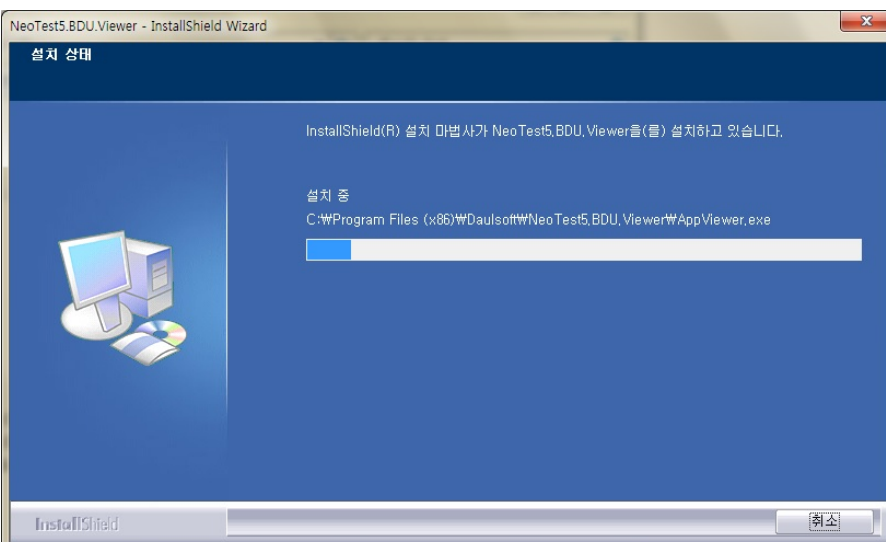 NeoTest5.BDU.Viewer - InstallShield Wizard
설치 상태
InstallShield(R) 설치 마법사가 NeoTest5.BDU.Viewer을(를) 설치하고 있습니다.
설치 중
C:₩Program Files (x86)₩Daulsoft₩NeoTest5.BDU.Viewer₩AppViewer.exe
InstallShield
취소